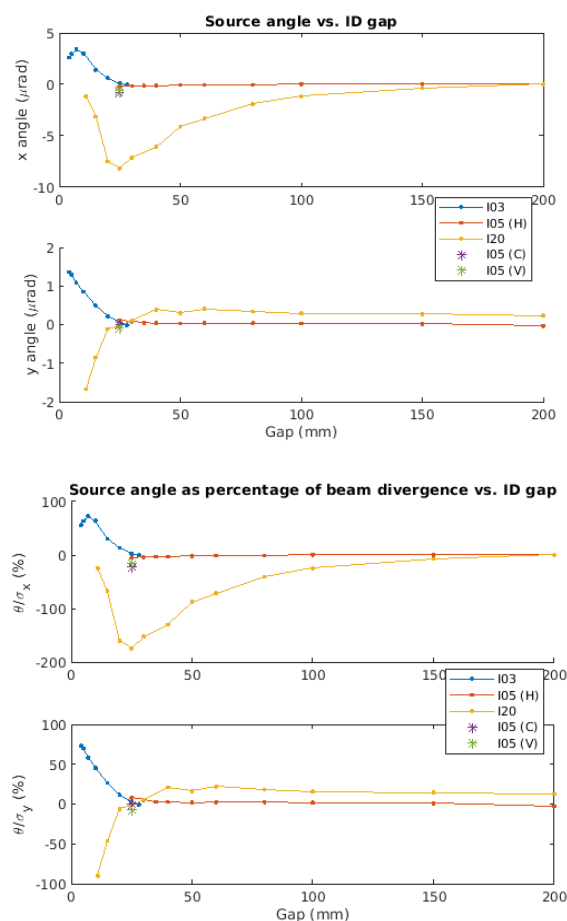 Source angle vs. ID gap
5
0
-5
-10
x angle (μrad)
0
50
100
150
200
I03
I05 (H)
I20
I05 (C)
I05 (V)
2
1
0
-1
-2
y angle (μrad)
0
50
100
150
200
Gap (mm)
Source angle as percentage of beam divergence vs. ID gap
100
0
-100
-200
θ/σx (%)
0
50
100
150
200
I03
I05 (H)
I20
I05 (C)
I05 (V)
100
50
0
-50
-100
θ/σy (%)
0
50
100
150
200
Gap (mm)